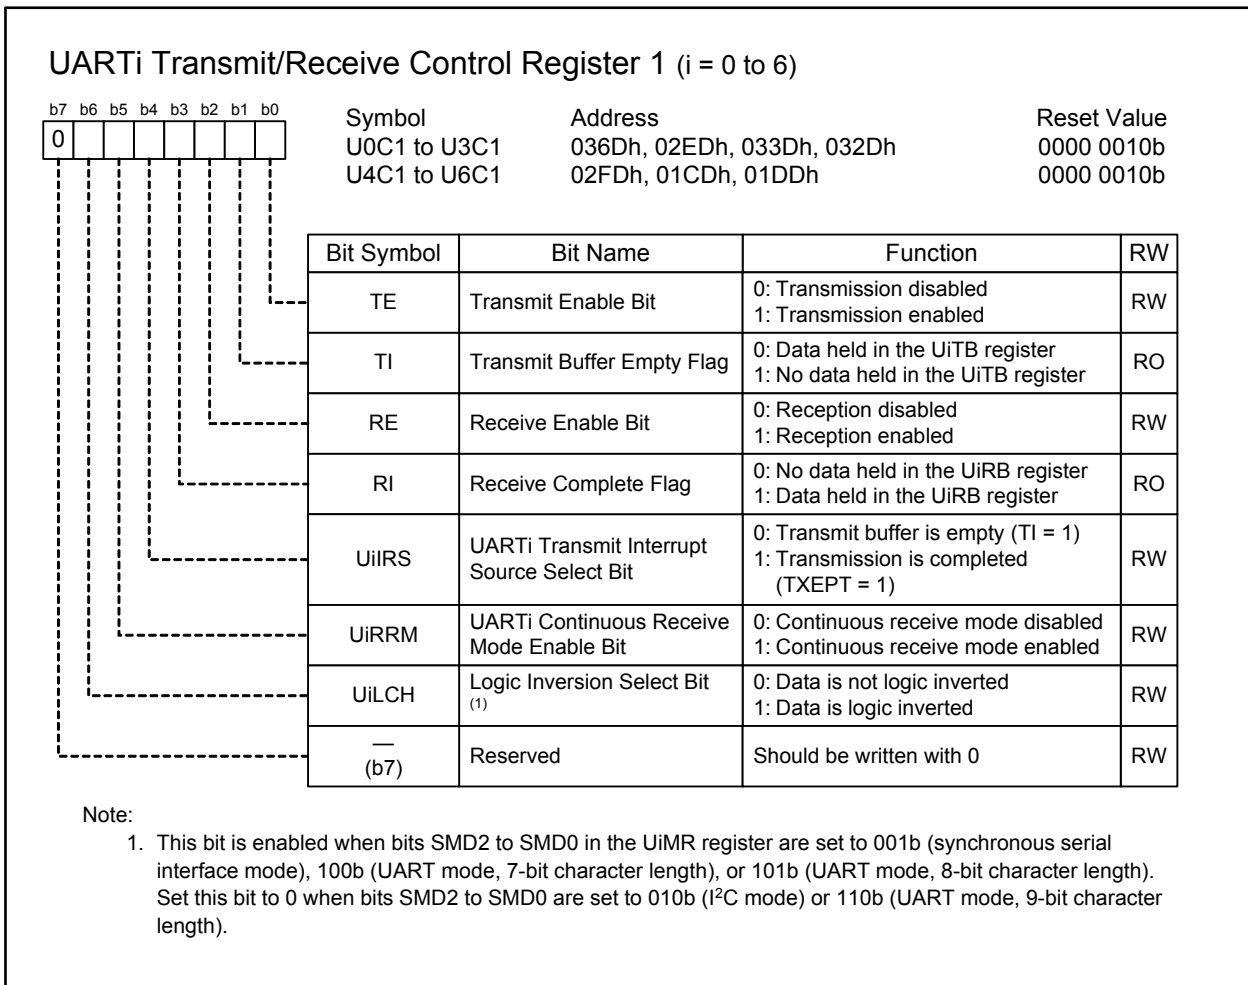 UARTi Transmit/Receive Control Register 1 (i = 0 to 6)
b7 b6 b5 b4 b3 b2 b1 b0
0
Symbol Address Reset Value
U0C1 to U3C1 036Dh, 02EDh, 033Dh, 032Dh 0000 0010b
U4C1 to U6C1 02FDh, 01CDh, 01DDh 0000 0010b
Bit Symbol Bit Name Function RW
TE Transmit Enable Bit 0: Transmission disabled
1: Transmission enabled RW
TI Transmit Buffer Empty Flag 0: Data held in the UiTB register
1: No data held in the UiTB register RO
RE Receive Enable Bit 0: Reception disabled
1: Reception enabled RW
RI Receive Complete Flag 0: No data held in the UiRB register
1: Data held in the UiRB register RO
UiIRS UARTi Transmit Interrupt
Source Select Bit 0: Transmit buffer is empty (TI = 1)
1: Transmission is completed
(TXEPT = 1) RW
UiRRM UARTi Continuous Receive
Mode Enable Bit 0: Continuous receive mode disabled
1: Continuous receive mode enabled RW
UiLCH Logic Inversion Select Bit
(1) 0: Data is not logic inverted
1: Data is logic inverted RW
—
(b7) Reserved Should be written with 0 RW
Note:
1. This bit is enabled when bits SMD2 to SMD0 in the UiMR register are set to 001b (synchronous serial
interface mode), 100b (UART mode, 7-bit character length), or 101b (UART mode, 8-bit character length).
Set this bit to 0 when bits SMD2 to SMD0 are set to 010b (I²C mode) or 110b (UART mode, 9-bit character
length).